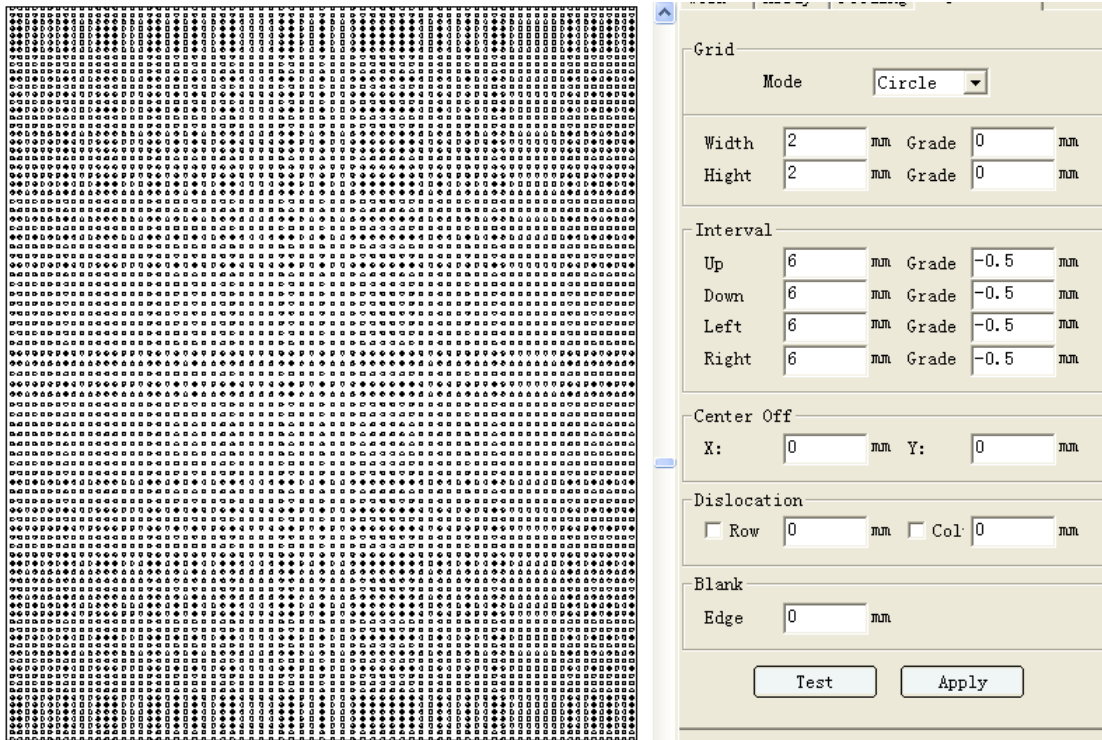 Grid
Mode Circle
Width 2 mm Grade 0 mm
Hight 2 mm Grade 0 mm
Interval
Up 6 mm Grade -0.5 mm
Down 6 mm Grade -0.5 mm
Left 6 mm Grade -0.5 mm
Right 6 mm Grade -0.5 mm
Center Off
X: 0 mm Y: 0 mm
Dislocation
Row 0 mm Col 0 mm
Blank
Edge 0 mm
Test Apply